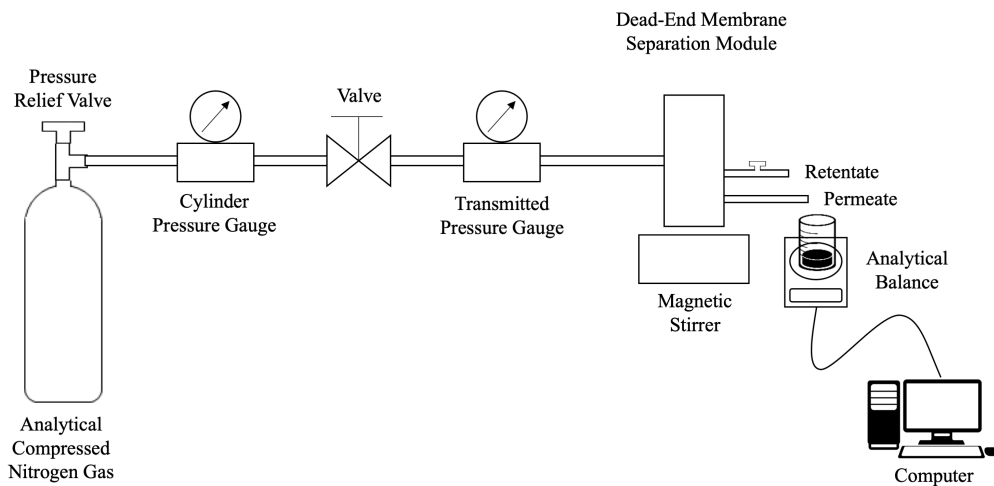 Dead-End Membrane
Separation Module
Pressure
Relief Valve
Valve
Cylinder
Pressure Gauge
Transmitted
Pressure Gauge
Retentate
Permeate
Analytical
Balance
Magnetic
Stirrer
Analytical
Compressed
Nitrogen Gas
Computer